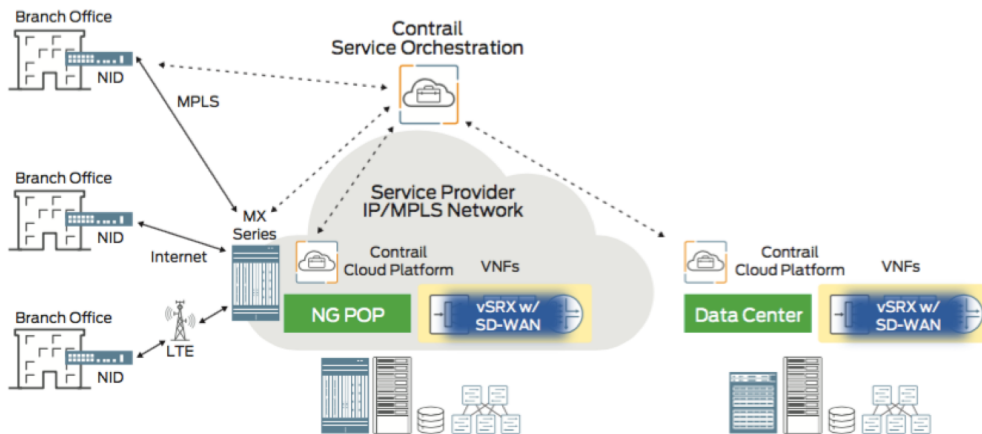 Branch Office
NID
MPLS
Contrail
Service Orchestration
Branch Office
NID
Internet
MX
Series
Service Provider
IP/MPLS Network
Contrail
Cloud Platform
VNFs
NG POP
vSRX w/
SD-WAN
Contrail
Cloud Platform
VNFs
Data Center
vSRX w/
SD-WAN
Branch Office
NID
LTE